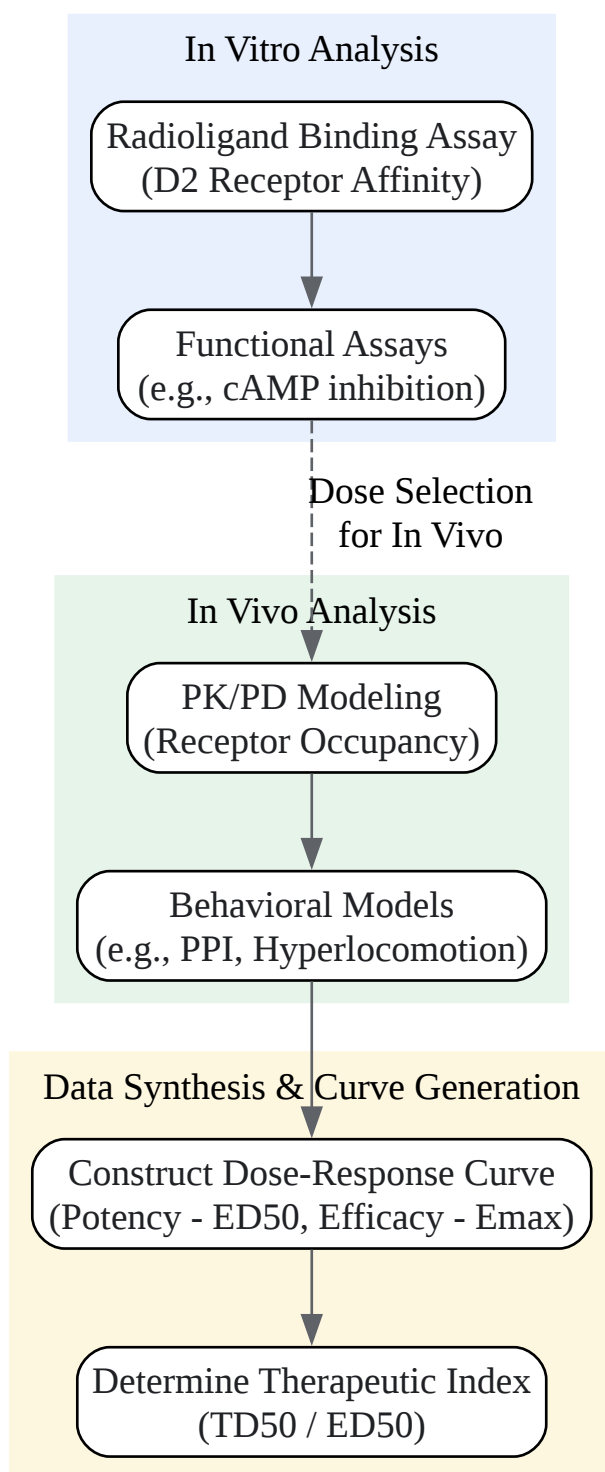 In Vitro Analysis
Radioligand Binding Assay
(D2 Receptor Affinity)
Functional Assays
(e.g., cAMP inhibition)
Dose Selection
for In Vivo
In Vivo Analysis
PK/PD Modeling
(Receptor Occupancy)
Behavioral Models
(e.g., PPI, Hyperlocomotion)
Data Synthesis & Curve Generation
Construct Dose-Response Curve
(Potency - ED50, Efficacy - Emax)
Determine Therapeutic Index
(TD50 / ED50)